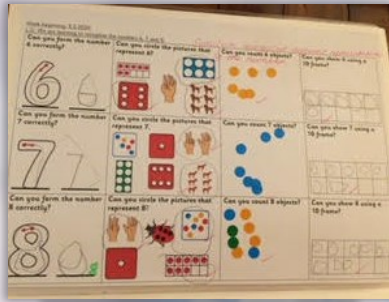 Week beginning
L.O. We are learning to recognise the numbers 6, 7 and 8.
Can you form the number
6 correctly?
Can you circle the pictures that
represent 6?
Can you count 6 objects?
Can you show 6 using a
10 frame?
6
Can you form the number
7 correctly?
Can you circle the pictures that
represent 7.
Can you count 7 objects?
Can you show 7 using a
10 frame?
7 7
Can you form the number
8 correctly?
Can you circle the pictures that
represent 8?
Can you count 8 objects?
Can you show 8 using a
10 frame?
8